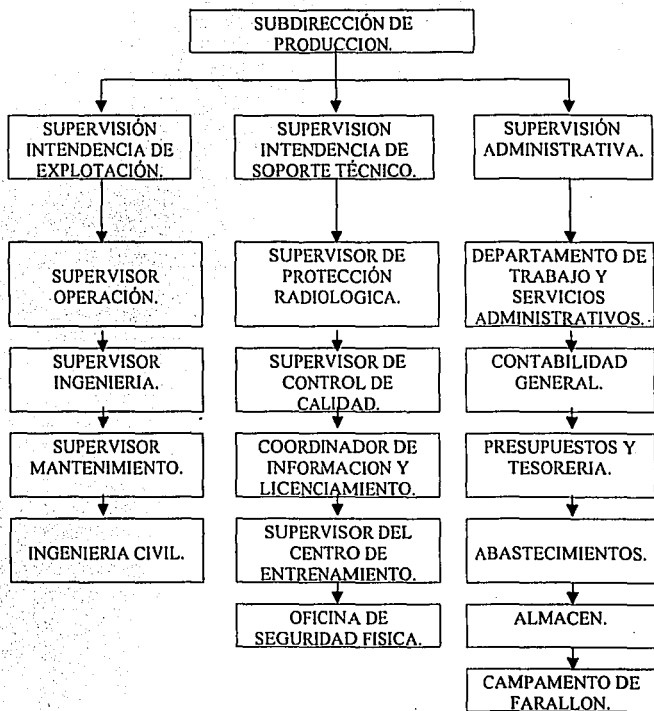 SUBDIRECCIÓN DE
PRODUCCION.
SUPERVISIÓN
INTENDENCIA DE
EXPLOTACIÓN.
SUPERVISION
INTENDENCIA DE
SOPORTE TÉCNICO.
SUPERVISIÓN
ADMINISTRATIVA.
SUPERVISOR
OPERACIÓN.
SUPERVISOR DE
PROTECCIÓN
RADIOLOGICA.
DEPARTAMENTO DE
TRABAJO Y
SERVICIOS
ADMINISTRATIVOS.
SUPERVISOR
INGENIERIA.
SUPERVISOR DE
CONTROL DE
CALIDAD.
CONTABILIDAD
GENERAL.
SUPERVISOR
MANTENIMIENTO.
COORDINADOR DE
INFORMACION Y
LICENCIAMIENTO.
PRESUPUESTOS Y
TESORERIA.
INGENIERIA CIVIL.
SUPERVISOR DEL
CENTRO DE
ENTRENAMIENTO.
ABASTECIMIENTOS.
OFICINA DE
SEGURIDAD FISICA.
ALMACEN.
CAMPAMENTO DE
FARALLON.